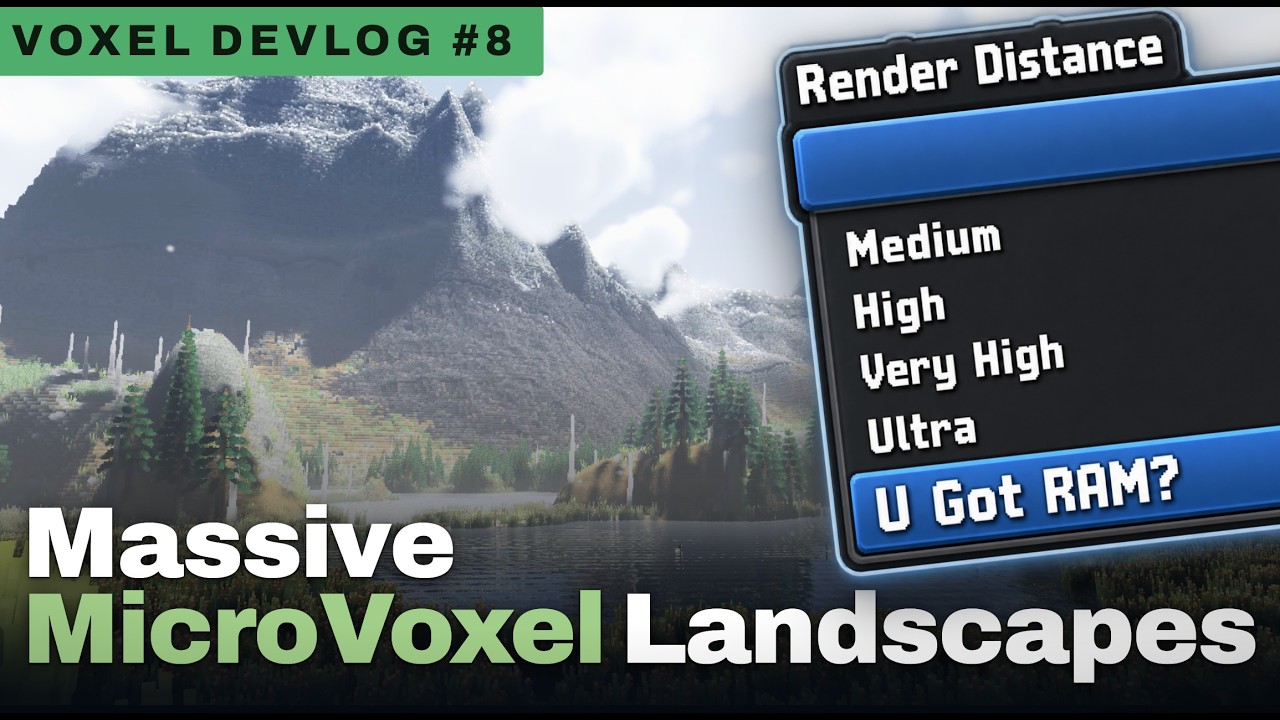 VOXEL DEVLOG #8
Render Distance
Medium
High
Very High
Ultra
U Got RAM?
Massive
MicroVoxel Landscapes